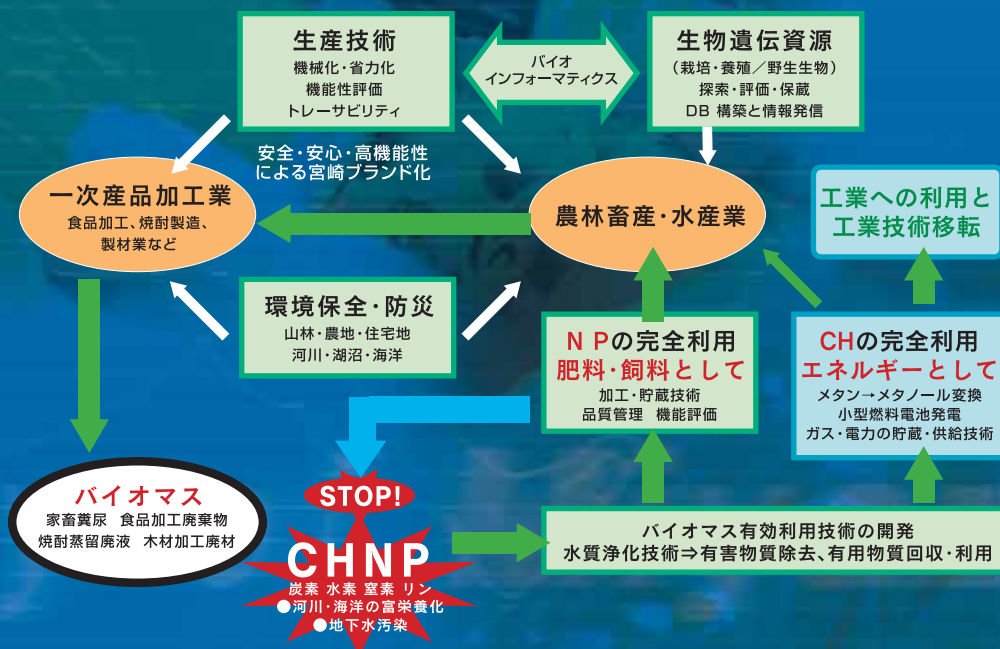 生産技術
機械化・省力化
機能性評価
トレーサビリティ
バイオ
インフォーマティクス
生物遺伝資源
（栽培・養殖／野生生物）
探索・評価・保蔵
DB 構築と情報発信
安全・安心・高機能性
による宮崎ブランド化
一次産品加工業
食品加工、焼酎製造、
製材業など
農林畜産・水産業
工業への利用と
工業技術移転
環境保全・防災
山林・農地・住宅地
河川・湖沼・海洋
N Pの完全利用
肥料・飼料として
加工・貯蔵技術
品質管理 機能評価
CHの完全利用
エネルギーとして
メタン→メタノール変換
小型燃料電池発電
ガス・電力の貯蔵・供給技術
バイオマス
家畜糞尿 食品加工廃棄物
焼酎蒸留廃液 木材加工廃材
STOP!
CHNP
炭素 水素 窒素 リン
●河川・海洋の富栄養化
●地下水汚染
バイオマス有効利用技術の開発
水質浄化技術⇒有害物質除去、有用物質回収・利用